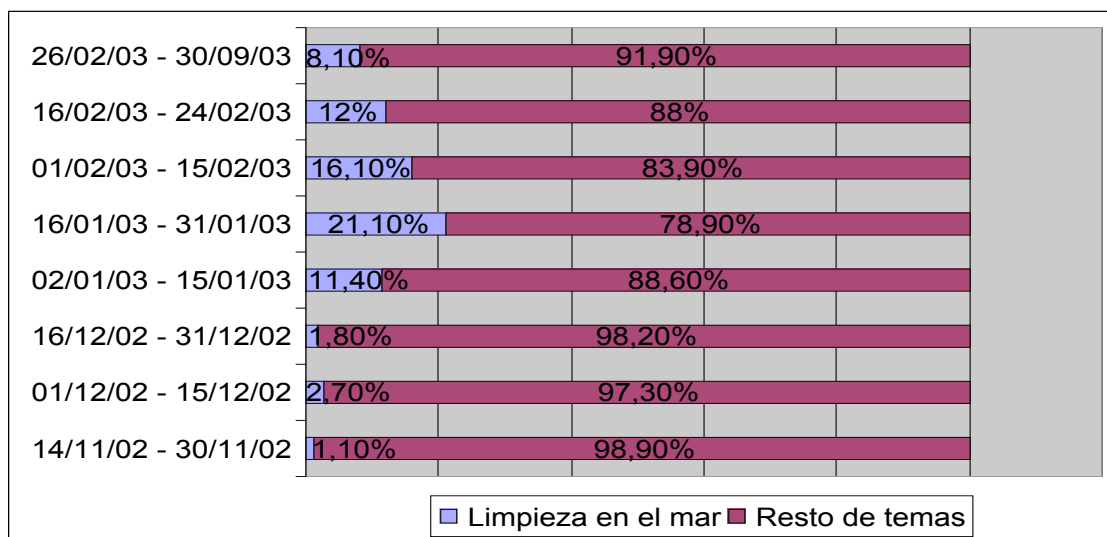 26/02/03 - 30/09/03 8,10% 91,90%
16/02/03 - 24/02/03 12% 88%
01/02/03 - 15/02/03 16,10% 83,90%
16/01/03 - 31/01/03 21,10% 78,90%
02/01/03 - 15/01/03 11,40% 88,60%
16/12/02 - 31/12/02 1,80% 98,20%
01/12/02 - 15/12/02 2,70% 97,30%
14/11/02 - 30/11/02 1,10% 98,90%
Limpieza en el mar Resto de temas